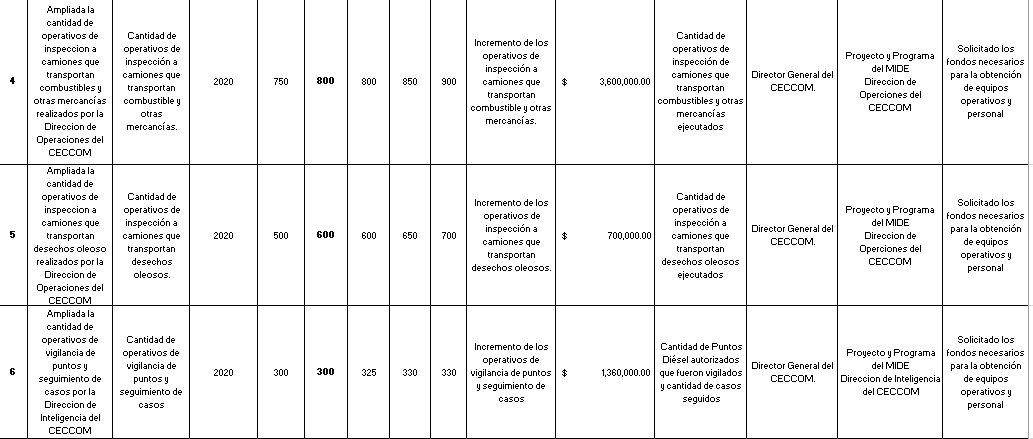 4
Ampliada la
cantidad de
operativos de
inspeccion a
camiones que
transportan
combustibles y
otras mercancías
realizados por la
Direccion de
Operaciones del
CECCOM
Cantidad de
operativos de
inspección a
camiones que
transportan
combustible y
otras
mercancías.
2020
750
800
800
850
900
Incremento de los
operativos de
inspección a
camiones que
transportan
combustible y otras
mercancías.
$ 3,600,000.00
Cantidad de
operativos de
inspección de
camiones que
transportan
combustibles y otras
mercancías
ejecutados
Director General del
CECCOM.
Proyecto y Programa
del MIDE
Direccion de
Operciones del
CECCOM
Solicitado los
fondos necesarios
para la obtención
de equipos
operativos y
personal
5
Ampliada la
cantidad de
operativos de
inspeccion a
camiones que
transportan
desechos oleoso
realizados por la
Direccion de
Operaciones del
CECCOM
Cantidad de
operativos de
inspección a
camiones que
transportan
desechos
oleosos.
2020
500
600
600
650
700
Incremento de
los operativos de
inspección a
camiones que
transportan
desechos oleosos.
$ 700,000.00
Cantidad de
operativos de
inspección a
camiones que
transportan
desechos oleosos
ejecutados
Director General del
CECCOM.
Proyecto y Programa
del MIDE
Direccion de
Operciones del
CECCOM
Solicitado los
fondos necesarios
para la obtención
de equipos
operativos y
personal
6
Ampliada la
cantidad de
operativos de
vigilancia de
puntos y
seguimiento de
casos por la
Direccion de
Inteligencia del
CECCOM
Cantidad de
operativos de
vigilancia de
puntos y
seguimiento de
casos
2020
300
300
325
330
330
Incremento de los
operativos de
vigilancia de puntos
y seguimiento de
casos
$ 1,360,000.00
Cantidad de Puntos
Diésel autorizados
que fueron vigilados
y cantidad de casos
seguidos
Director General del
CECCOM.
Proyecto y Programa
del MIDE
Direccion de Inteligencia
del CECCOM
Solicitado los
fondos necesarios
para la obtención
de equipos
operativos y
personal